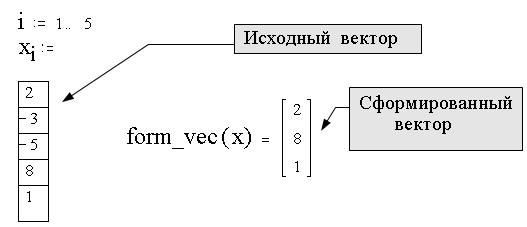 i := 1.. 5
Исходный вектор
xi :=
2
-3
-5
8
1
form_vec(x) =
2
8
1
Сформированный
вектор